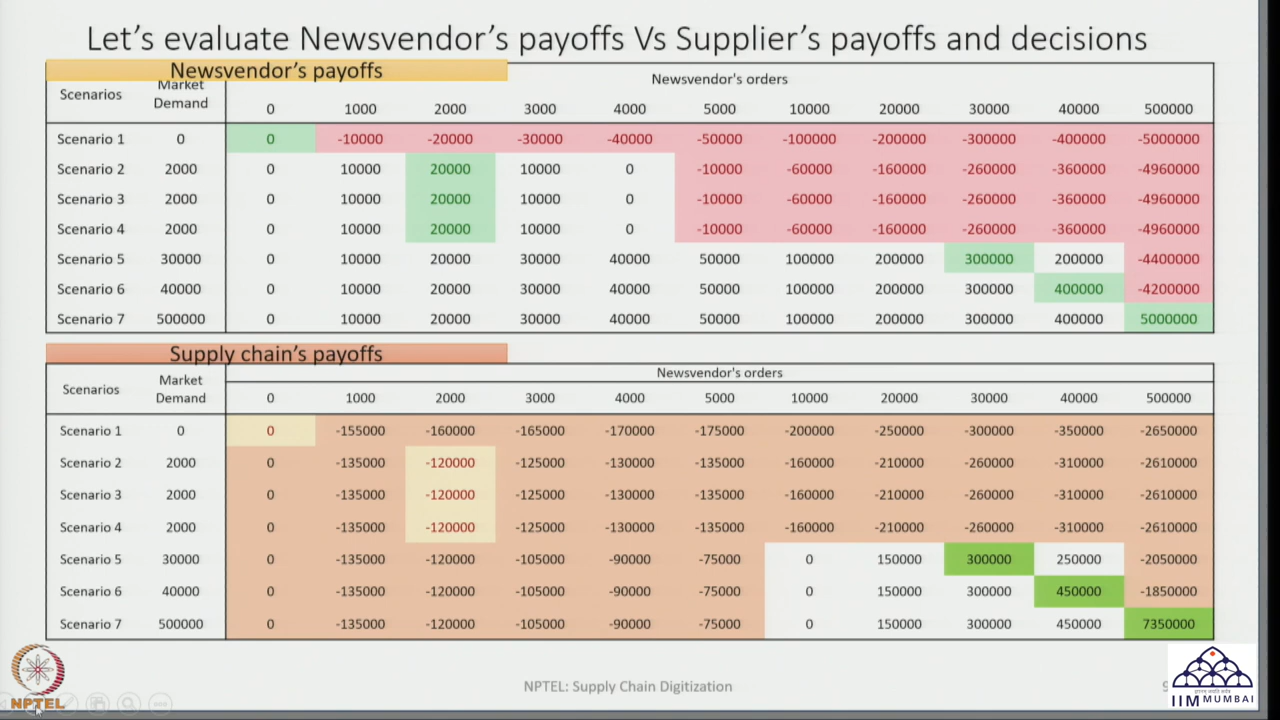 Let's evaluate Newsvendor's payoffs Vs Supplier's payoffs and decisions
Newsvendor's payoffs
Scenarios Market Demand Newsvendor's orders
0 1000 2000 3000 4000 5000 10000 20000 30000 40000 500000
Scenario 1 0 0 -10000 -20000 -30000 -40000 -50000 -100000 -200000 -300000 -400000 -5000000
Scenario 2 2000 0 10000 20000 10000 0 -10000 -60000 -160000 -260000 -360000 -4960000
Scenario 3 2000 0 10000 20000 10000 0 -10000 -60000 -160000 -260000 -360000 -4960000
Scenario 4 2000 0 10000 20000 10000 0 -10000 -60000 -160000 -260000 -360000 -4960000
Scenario 5 30000 0 10000 20000 30000 40000 50000 100000 200000 300000 200000 -4400000
Scenario 6 40000 0 10000 20000 30000 40000 50000 100000 200000 300000 400000 -4200000
Scenario 7 500000 0 10000 20000 30000 40000 50000 100000 200000 300000 400000 5000000
Supply chain's payoffs
Scenarios Market Demand Newsvendor's orders
0 1000 2000 3000 4000 5000 10000 20000 30000 40000 500000
Scenario 1 0 0 -155000 -160000 -165000 -170000 -175000 -200000 -250000 -300000 -350000 -2650000
Scenario 2 2000 0 -135000 -120000 -125000 -130000 -135000 -160000 -210000 -260000 -310000 -2610000
Scenario 3 2000 0 -135000 -120000 -125000 -130000 -135000 -160000 -210000 -260000 -310000 -2610000
Scenario 4 2000 0 -135000 -120000 -125000 -130000 -135000 -160000 -210000 -260000 -310000 -2610000
Scenario 5 30000 0 -135000 -120000 -105000 -90000 -75000 0 150000 300000 250000 -2050000
Scenario 6 40000 0 -135000 -120000 -105000 -90000 -75000 0 150000 300000 450000 -1850000
Scenario 7 500000 0 -135000 -120000 -105000 -90000 -75000 0 150000 300000 450000 7350000
NPTEL
NPTEL: Supply Chain Digitization
IIM MUMBAI